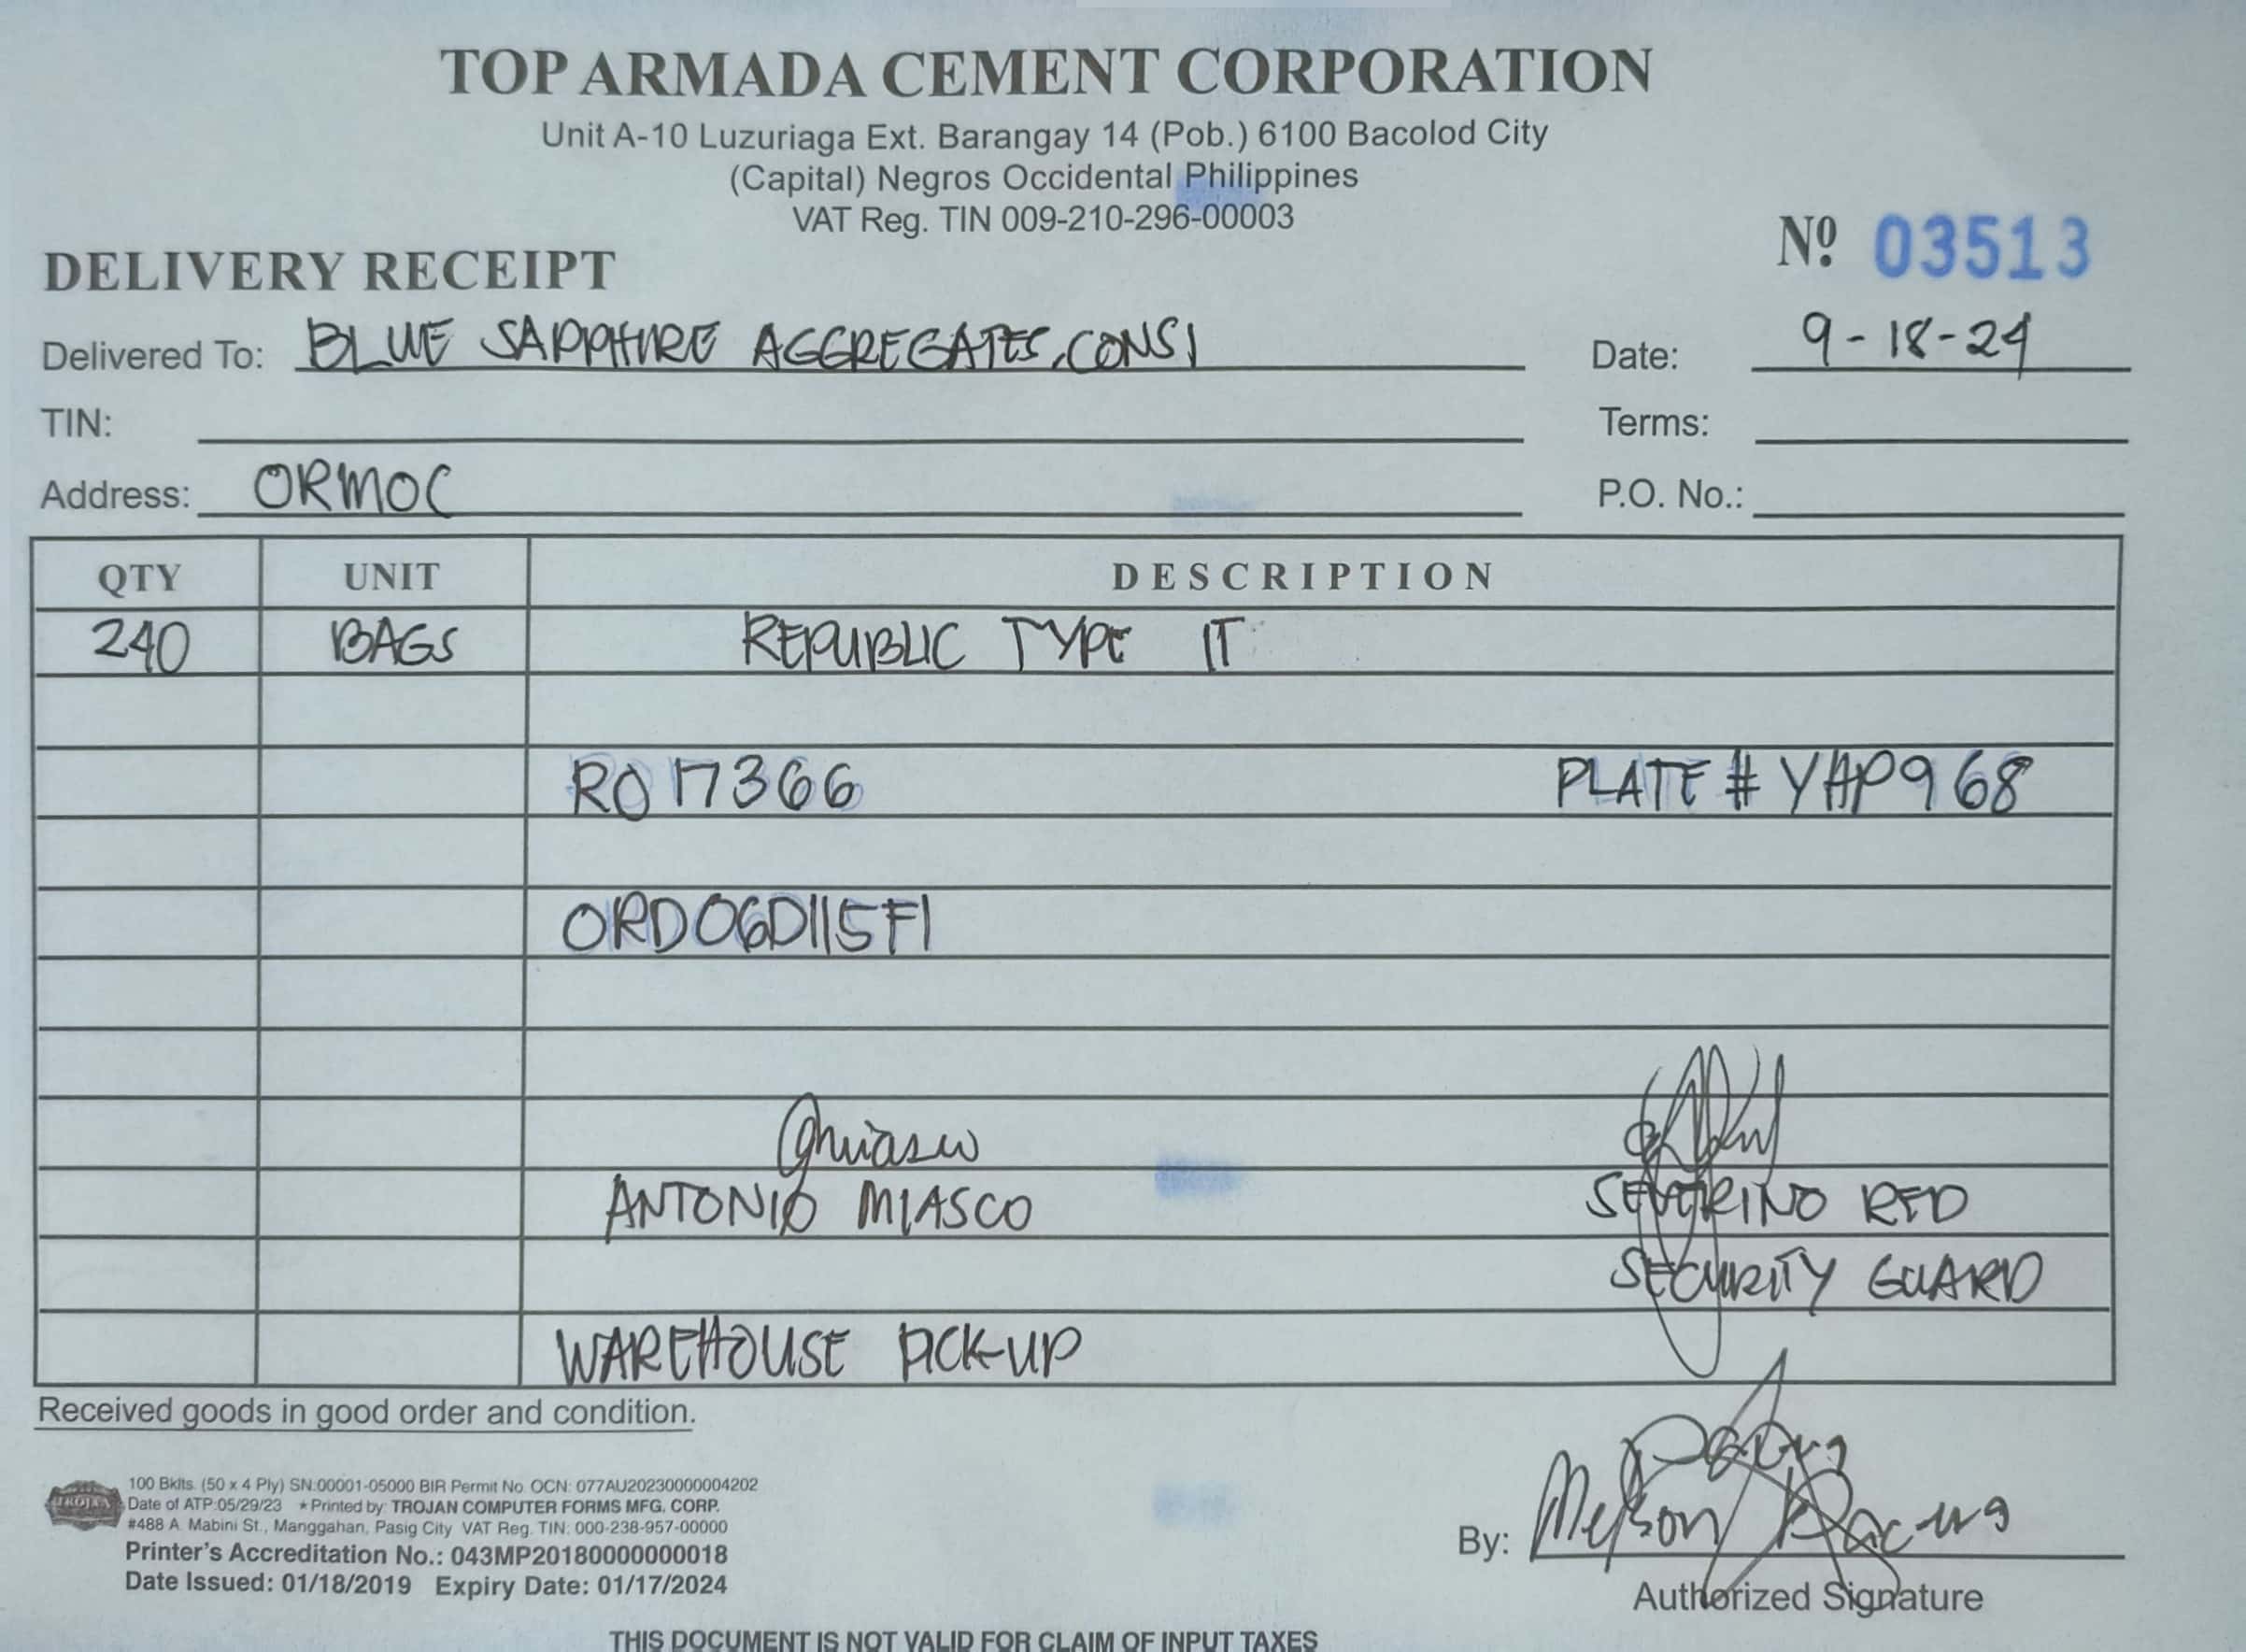 TOP ARMADA CEMENT CORPORATION
Unit A-10 Luzuriaga Ext. Barangay 14 (Pob.) 6100 Bacolod City
(Capital) Negros Occidental Philippines
VAT Reg. TIN 009-210-296-00003
Nº 03513
DELIVERY RECEIPT
Delivered To: BLUE SAPPHIRE AGGREGATES, CONS1 Date: 9-18-24
TIN: Terms:
Address: ORMOC P.O. No.:
QTY UNIT DESCRIPTION
240 BAGS REPUBLIC TYPE 1T
RO 17366 PLATE # YAP968
ORD06D115F1
ANTONIO MIASCO SEVERINO RED
SECURITY GUARD
WAREHOUSE PICK-UP
Received goods in good order and condition.
TROJAN
100 Bklts. (50 x 4 Ply) SN:00001-05000 BIR Permit No. OCN: 077AU20230000004202
Date of ATP:05/29/23 ★Printed by: TROJAN COMPUTER FORMS MFG. CORP.
#488 A. Mabini St., Manggahan, Pasig City VAT Reg. TIN: 000-238-957-00000
Printer's Accreditation No.: 043MP20180000000018
Date Issued: 01/18/2019 Expiry Date: 01/17/2024
By:
Authorized Signature
THIS DOCUMENT IS NOT VALID FOR CLAIM OF INPUT TAXES